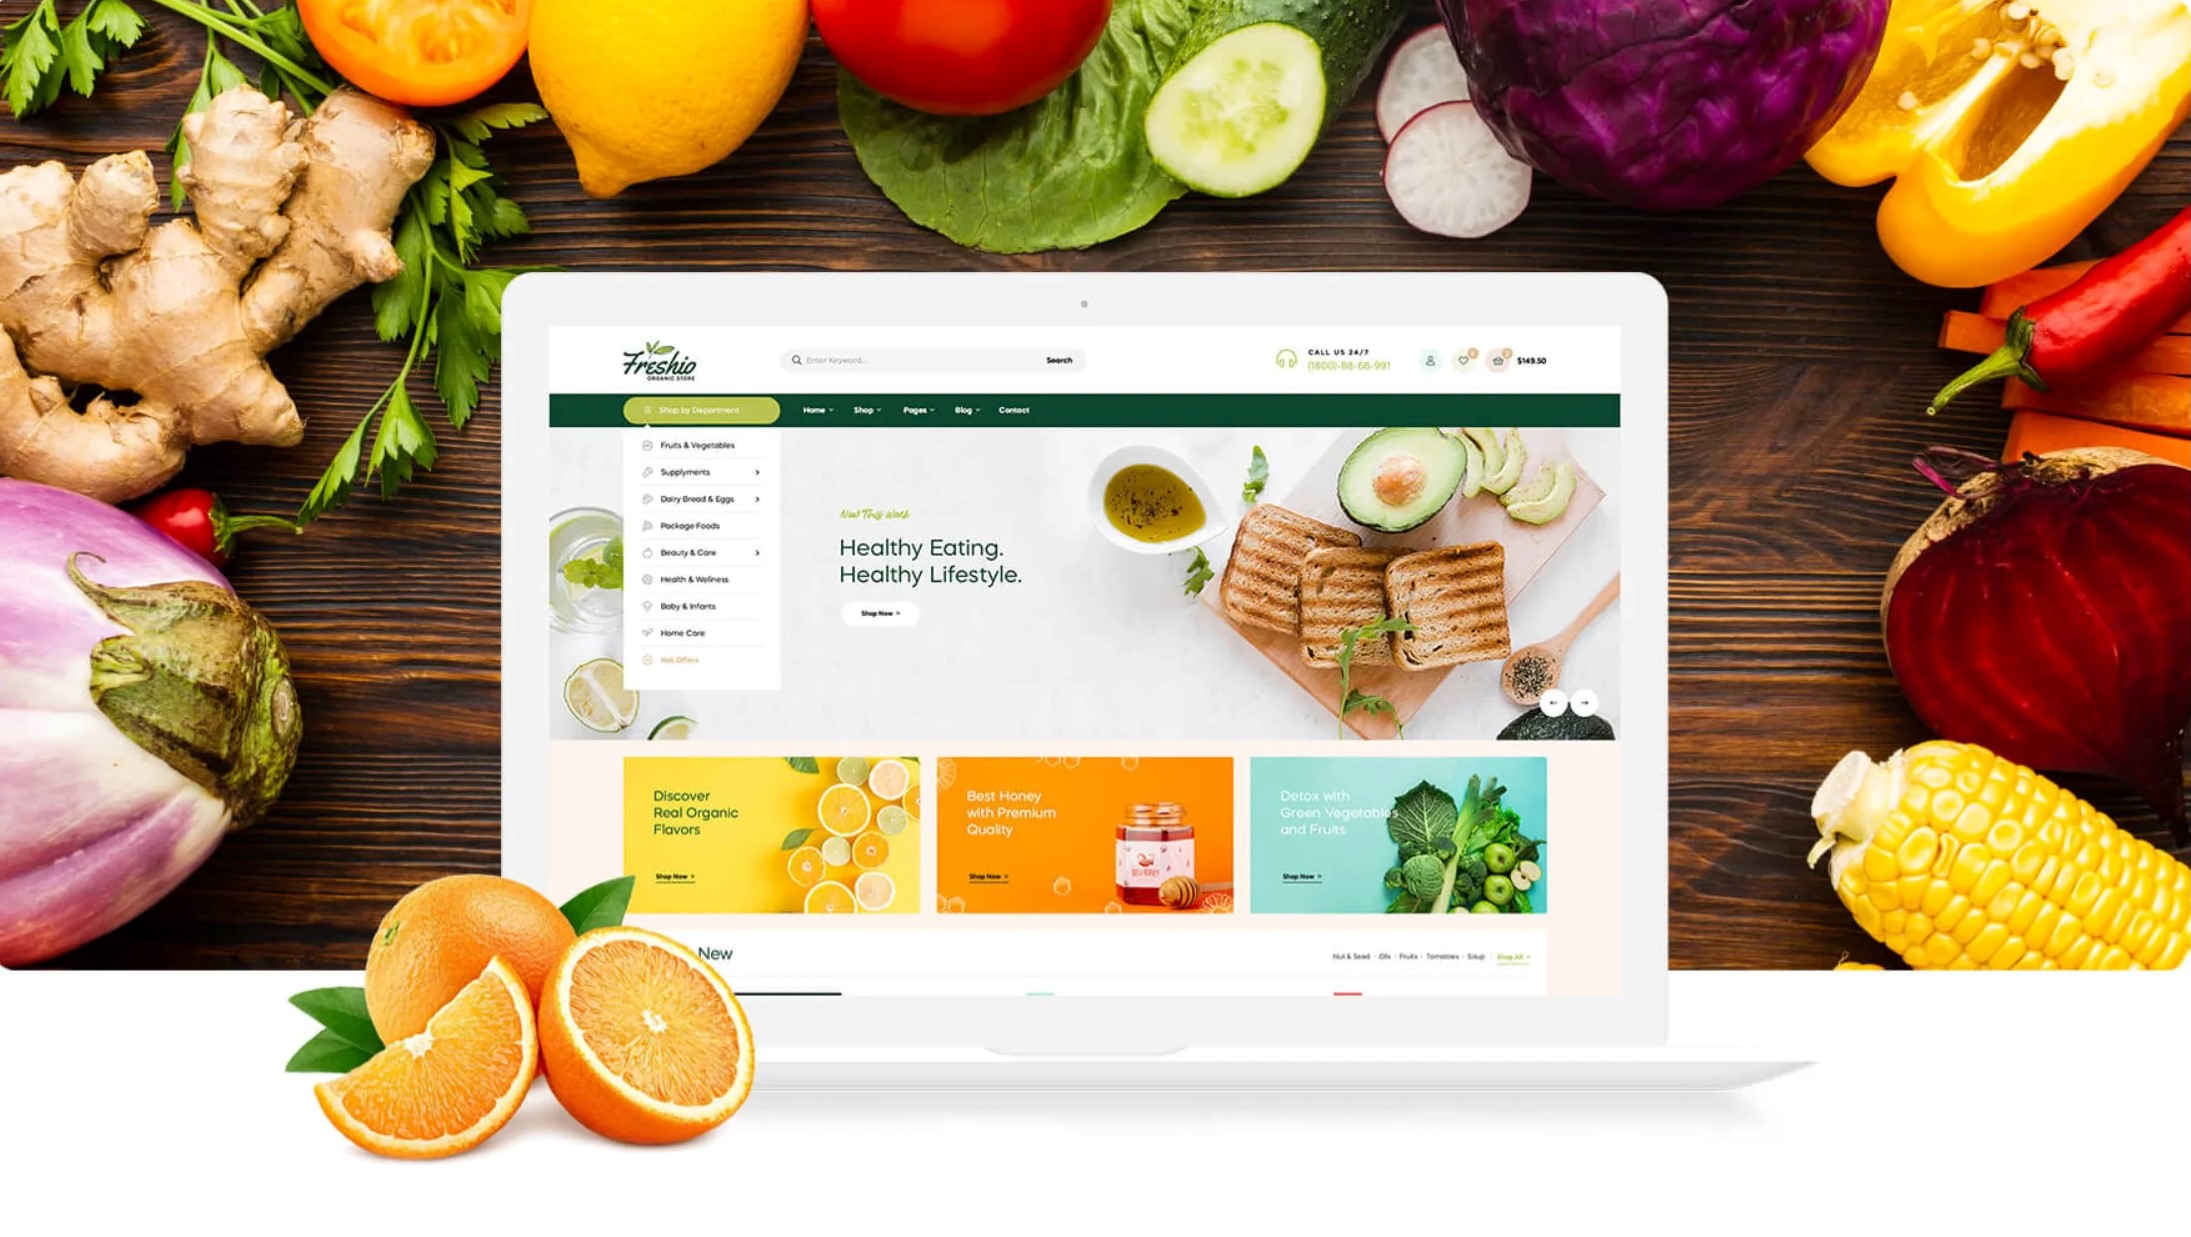 Freshio
ORGANIC STORE
Enter Keyword...
Search
CALL US 24/7
(1800)-88-66-991
$149.50
Shop by Department
Home
Shop
Pages
Blog
Contact
Fruits & Vegetables
Supplyments
Dairy Bread & Eggs
Package Foods
Beauty & Care
Health & Wellness
Baby & Infants
Home Care
Hot Offers
New This week
Healthy Eating.
Healthy Lifestyle.
Shop Now
Discover
Real Organic
Flavors
Shop Now
Best Honey
with Premium
Quality
Shop Now
Detox with
Green Vegetables
and Fruits
Shop Now
New
Nut & Seed
Oils
Fruits
Tomatoes
Soup
Shop All